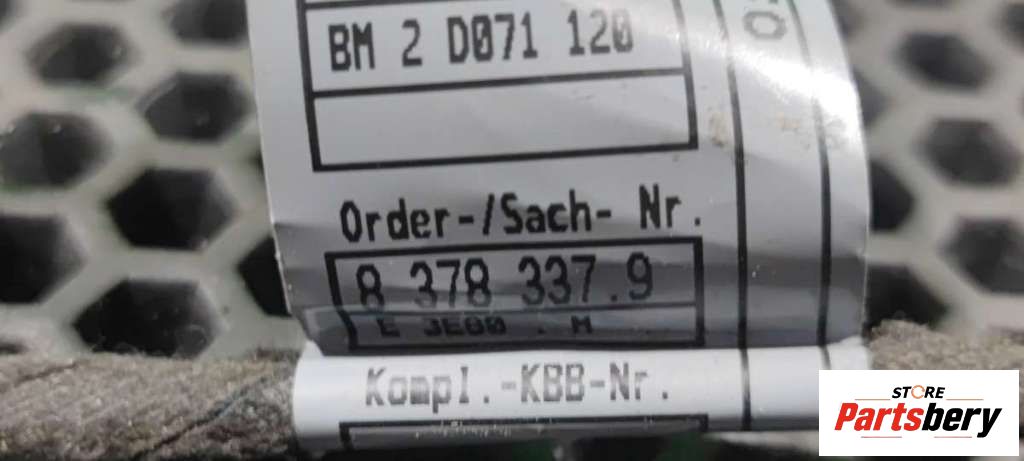 BM 2 D071 120
Order-/Sach- Nr.
8 378 337.9
Kompl.-KBB-Nr.
STORE
Partsbery